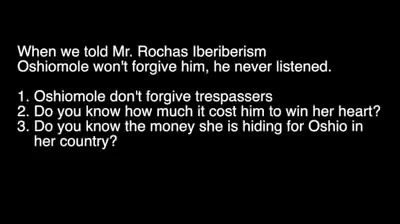 When we told Mr. Rochas Iberiberism
Oshiomole won't forgive him, he never listened.
1. Oshiomole don't forgive trespassers
2. Do you know how much it cost him to win her heart?
3. Do you know the money she is hiding for Oshio in
her country?